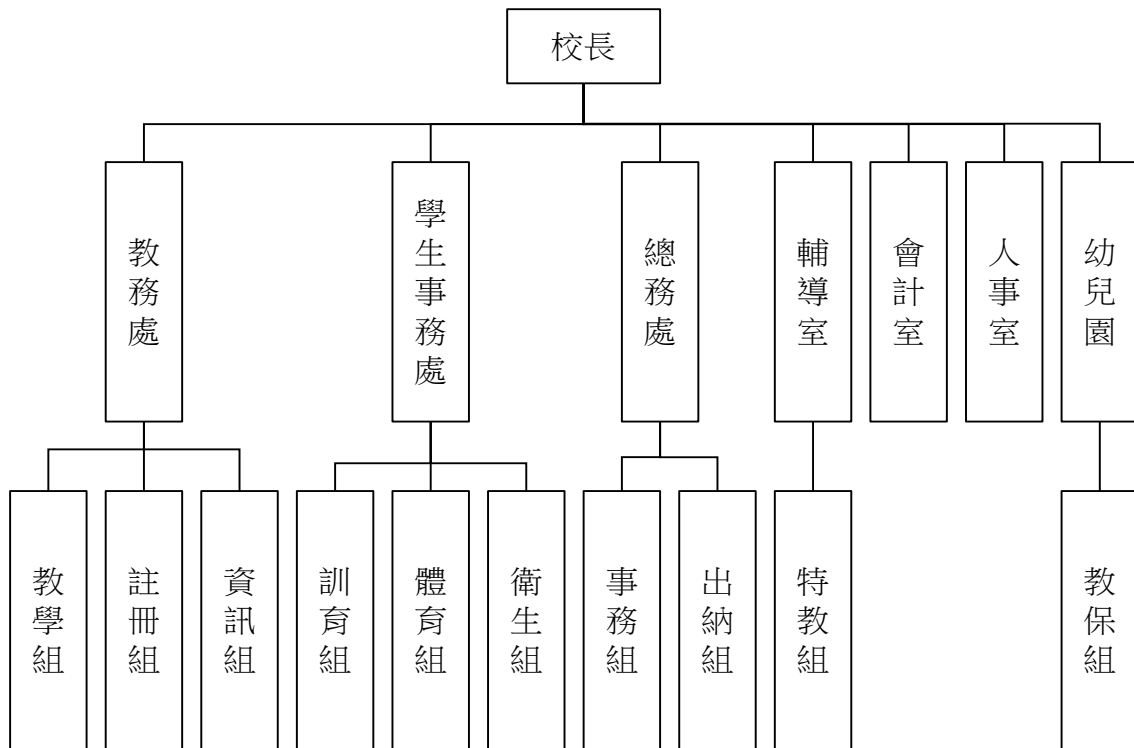 校長
教務處
學生事務處
總務處
輔導室
會計室
人事室
幼兒園
教學組
註冊組
資訊組
訓育組
體育組
衛生組
事務組
出納組
特教組
教保組